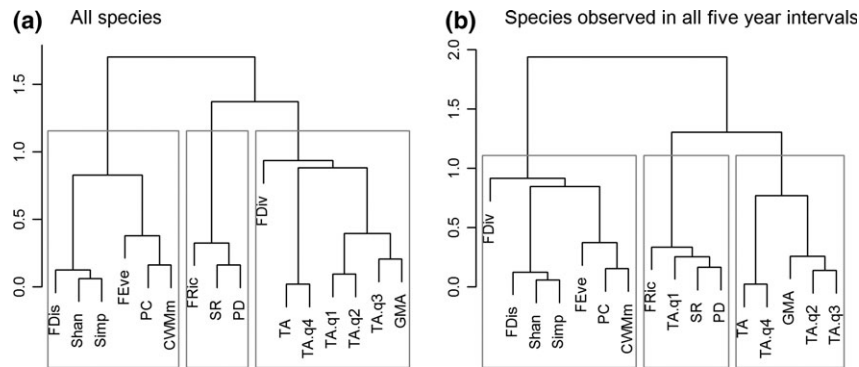 (a) All species
1.5
1.0
0.5
0.0
FDis
Shan
Simp
FEve
PC
CWMm
FRic
SR
PD
FDiv
TA
TA.q4
TA.q1
TA.q2
TA.q3
GMA
(b) Species observed in all five year intervals
2.0
1.5
1.0
0.5
0.0
FDiv
FDis
Shan
Simp
FEve
PC
CWMm
FRic
TA.q1
SR
PD
TA
TA.q4
GMA
TA.q2
TA.q3